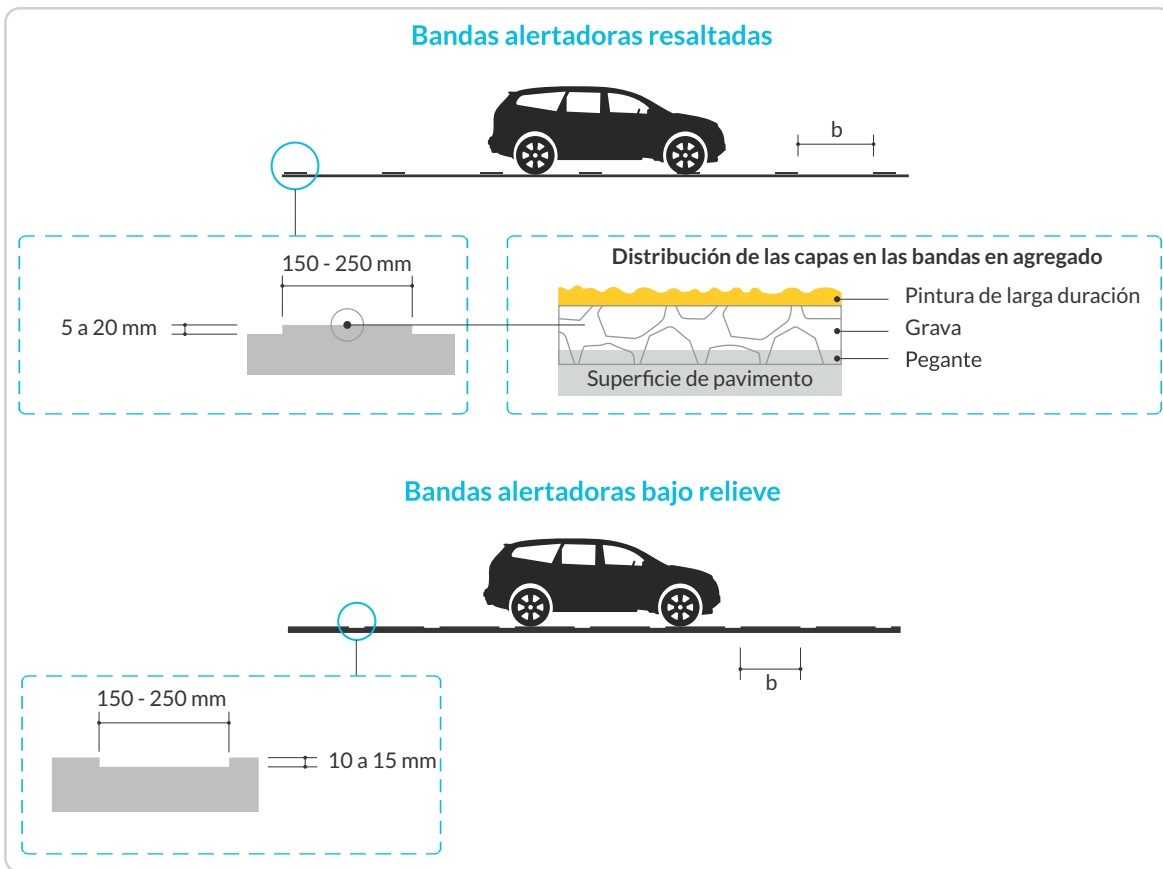 Bandas alertadoras resaltadas
b
150 - 250 mm
5 a 20 mm
Distribución de las capas en las bandas en agregado
Pintura de larga duración
Grava
Pegante
Superficie de pavimento
Bandas alertadoras bajo relieve
b
150 - 250 mm
10 a 15 mm